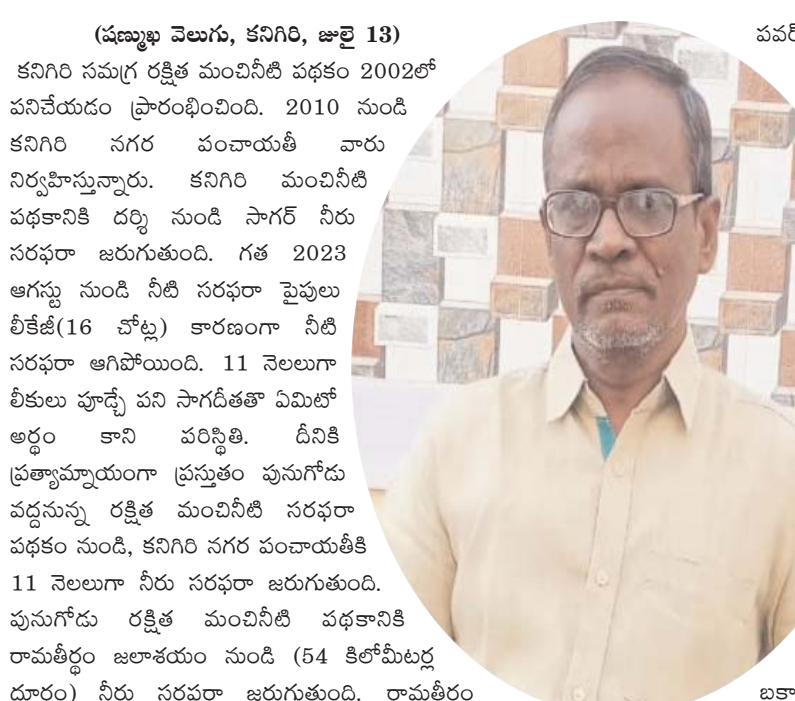 (షణ్ముఖ వెలుగు, కనిగిరి, జులై 13)
కనిగిరి సమగ్ర రక్షిత మంచినీటి పథకం 2002లో
పనిచేయడం ప్రారంభించింది. 2010 నుండి
కనిగిరి నగర పంచాయతీ వారు
నిర్వహిస్తున్నారు. కనిగిరి మంచినీటి
పథకానికి దర్శి నుండి సాగర్ నీరు
సరఫరా జరుగుతుంది. గత 2023
ఆగస్టు నుండి నీటి సరఫరా పైపులు
లీకేజీ(16 చోట్ల) కారణంగా నీటి
సరఫరా ఆగిపోయింది. 11 నెలలుగా
లీకులు పూడ్చే పని సాగదీతతొ ఏమిటో
అర్థం కాని పరిస్థితి. దీనికి
ప్రత్యామ్నాయంగా ప్రస్తుతం పునుగోడు
వద్దనున్న రక్షిత మంచినీటి సరఫరా
పథకం నుండి, కనిగిరి నగర పంచాయతీకి
11 నెలలుగా నీరు సరఫరా జరుగుతుంది.
పునుగోడు రక్షిత మంచినీటి పథకానికి
రామతీర్థం జలాశయం నుండి (54 కిలోమీటర్ల
దూరం) నీరు సరఫరా జరుగుతుంది. రామతీర్థం